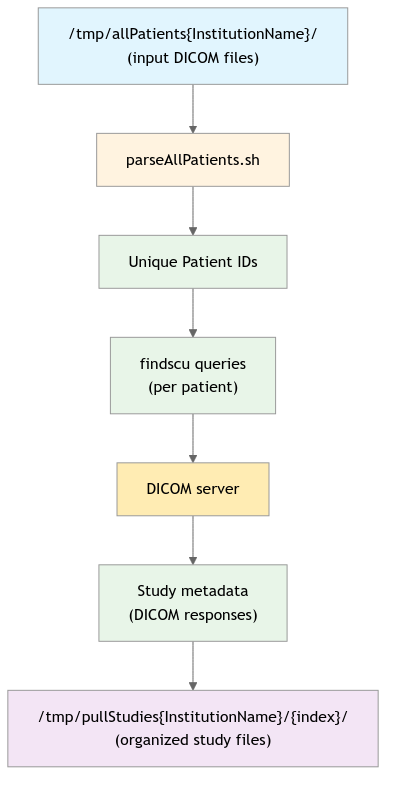 /tmp/allPatients{InstitutionName}/
(input DICOM files)
parseAllPatients.sh
Unique Patient IDs
findscu queries
(per patient)
DICOM server
Study metadata
(DICOM responses)
/tmp/pullStudies{InstitutionName}/{index}/
(organized study files)